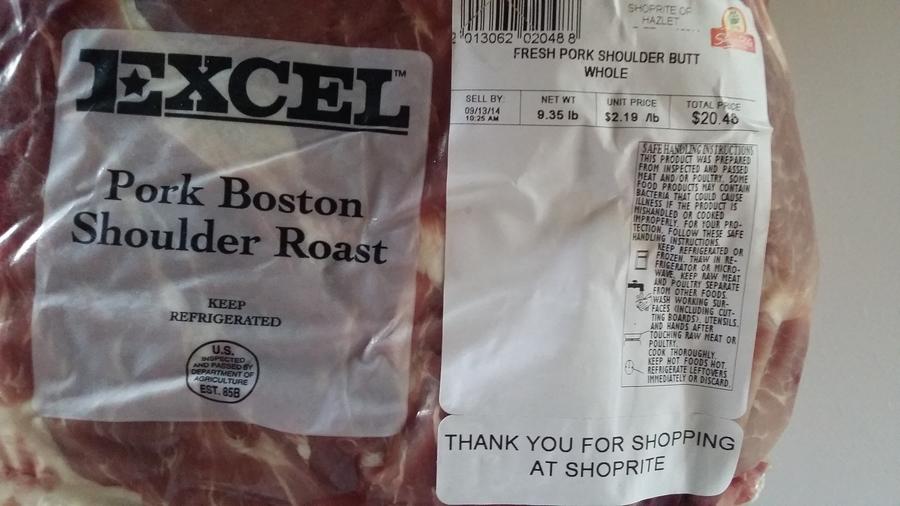 EXCEL™
Pork Boston
Shoulder Roast
KEEP
REFRIGERATED
U.S.
INSPECTED
AND PASSED BY
DEPARTMENT OF
AGRICULTURE
EST. 85B
SHOPRITE OF
HAZLET
013062 02048 8
FRESH PORK SHOULDER BUTT
WHOLE
SELL BY: NET WT UNIT PRICE TOTAL PRICE
09/13/14 9.35 lb $2.19 /lb $20.48
10:25 AM
SAFE HANDLING INSTRUCTIONS
THIS PRODUCT WAS PREPARED
FROM INSPECTED AND PASSED
MEAT AND OR POULTRY. SOME
FOOD PRODUCTS MAY CONTAIN
BACTERIA THAT COULD CAUSE
ILLNESS IF THE PRODUCT IS
MISHANDLED OR COOKED
IMPROPERLY. FOR YOUR PRO-
TECTION, FOLLOW THESE SAFE
HANDLING INSTRUCTIONS.
KEEP REFRIGERATED OR
FROZEN. THAW IN RE-
FRIGERATOR OR MICRO-
WAVE. KEEP RAW MEAT
AND POULTRY SEPARATE
FROM OTHER FOODS.
WASH WORKING SUR-
FACES (INCLUDING CUT-
TING BOARDS), UTENSILS,
AND HANDS AFTER
TOUCHING RAW MEAT OR
POULTRY.
COOK THOROUGHLY.
KEEP HOT FOODS HOT.
REFRIGERATE LEFTOVERS
IMMEDIATELY OR DISCARD.
THANK YOU FOR SHOPPING
AT SHOPRITE